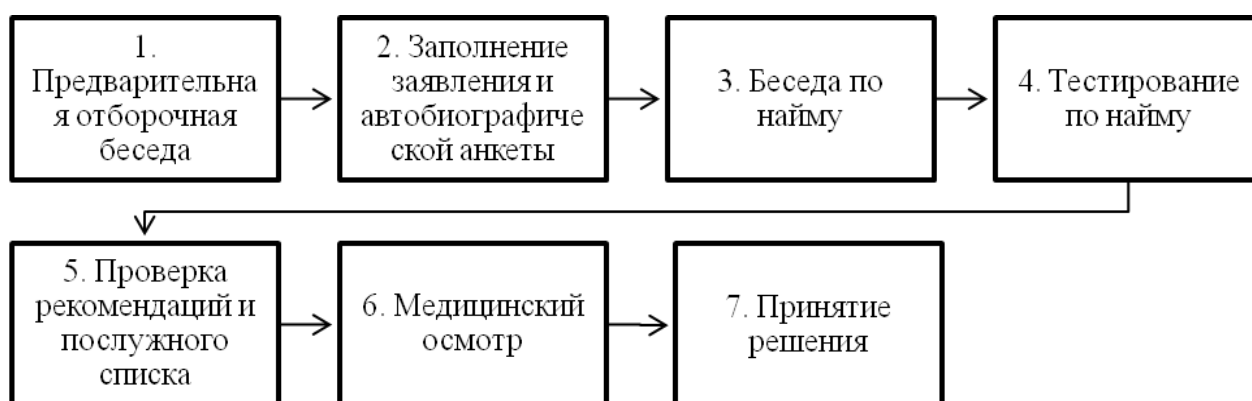 1.
Предварительна
я отборочная
беседа
2. Заполнение
заявления и
автобиографиче
ской анкеты
3. Беседа по
найму
4. Тестирование
по найму
5. Проверка
рекомендаций и
послужного
списка
6. Медицинский
осмотр
7. Принятие
решения